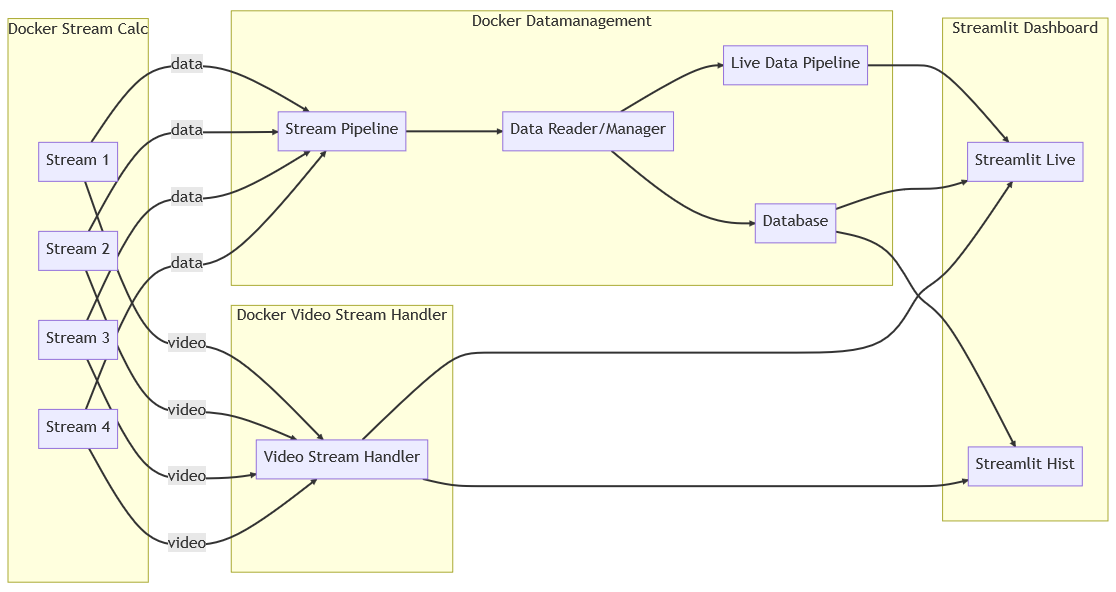 Docker Stream Calc
Stream 1
Stream 2
Stream 3
Stream 4
data
data
data
data
video
video
video
video
Docker Datamanagement
Stream Pipeline
Data Reader/Manager
Live Data Pipeline
Database
Docker Video Stream Handler
Video Stream Handler
Streamlit Dashboard
Streamlit Live
Streamlit Hist